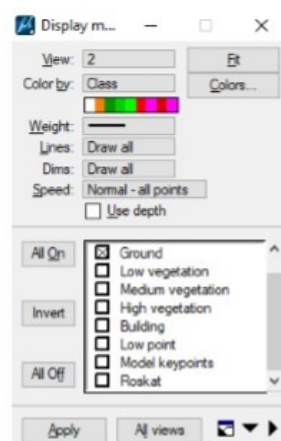 Display m...
View: 2 Fit
Color by: Class Colors...
Weight:
Lines: Draw all
Dims: Draw all
Speed: Normal - all points
Use depth
All On
Invert
All Off
Ground
Low vegetation
Medium vegetation
High vegetation
Building
Low point
Model keypoints
Roskat
Apply All views